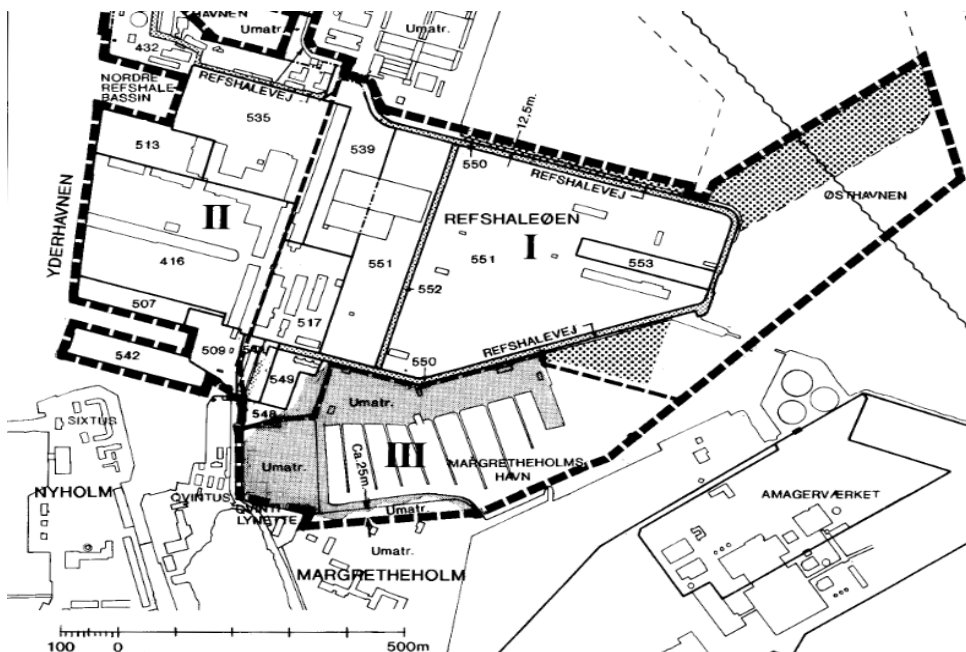 HAVNEN
Umatr.
Umatr.
432
NORDRE
REFSHALE
BASSIN
REFSHALEVEJ
535
513
539
12,5m.
550
REFSHALEVEJ
ØSTHAVNEN
YDERHAVNEN
II
REFSHALEØEN
I
416
551
551
553
552
507
517
542
509
REFSHALEVEJ
550
549
548
Umatr.
SIXTUS
III
Ca.25m.
MARGRETHEHOLMS
HAVN
Umatr.
NYHOLM
QVINTUS
QVINTI
LYNETTE
Umatr.
AMAGERVÆRKET
Umatr.
MARGRETHEHOLM
100 0 500m